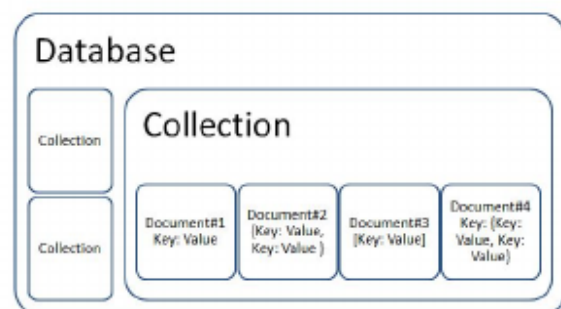 Database
Collection
Collection
Collection
Document#1
Key: Value
Document#2
(Key: Value,
Key: Value )
Document#3
[Key: Value]
Document#4
Key: (Key:
Value, Key:
Value)